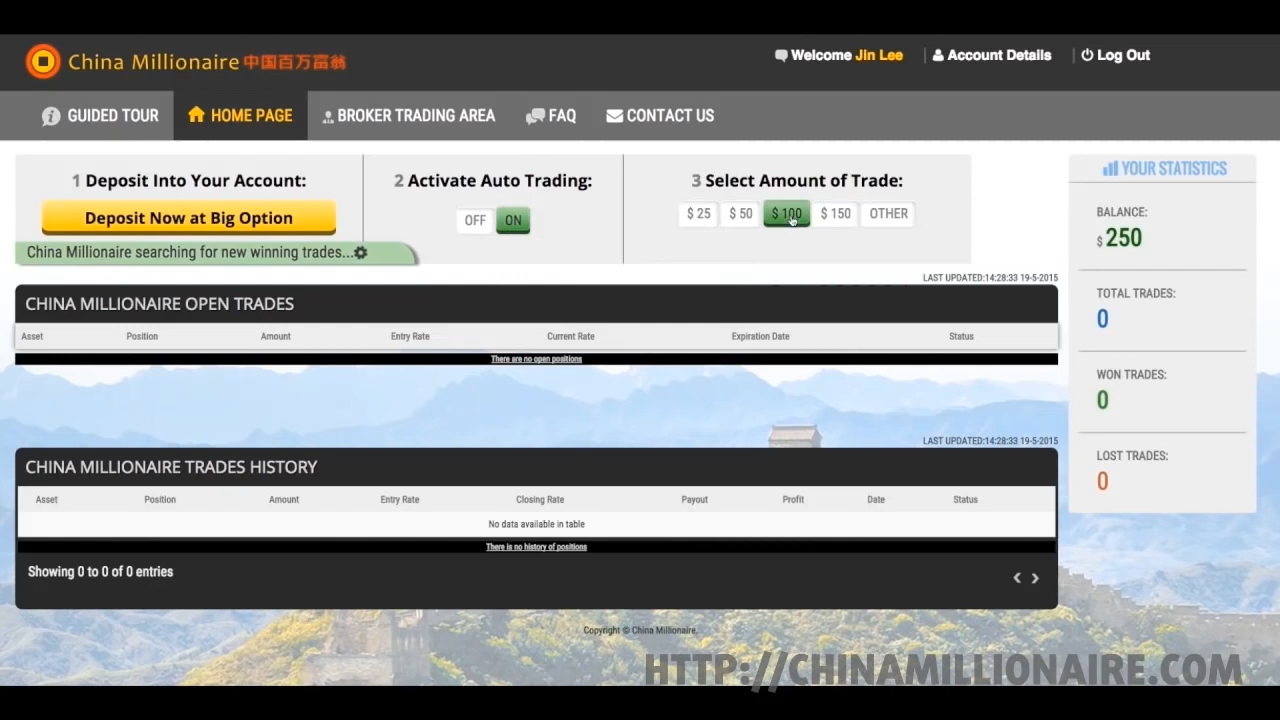 China Millionaire 中国百万富翁
Welcome Jin Lee
Account Details
Log Out
GUIDED TOUR
HOME PAGE
BROKER TRADING AREA
FAQ
CONTACT US
1 Deposit Into Your Account:
Deposit Now at Big Option
2 Activate Auto Trading:
OFF ON
3 Select Amount of Trade:
$ 25 $ 50 $ 100 $ 150 OTHER
China Millionaire searching for new winning trades...
YOUR STATISTICS
BALANCE:
$ 250
TOTAL TRADES:
0
WON TRADES:
0
LOST TRADES:
0
LAST UPDATED:14:28:33 19-5-2015
CHINA MILLIONAIRE OPEN TRADES
Asset Position Amount Entry Rate Current Rate Expiration Date Status
There are no open positions
LAST UPDATED:14:28:33 19-5-2015
CHINA MILLIONAIRE TRADES HISTORY
Asset Position Amount Entry Rate Closing Rate Payout Profit Date Status
No data available in table
There is no history of positions
Showing 0 to 0 of 0 entries
Copyright © China Millionaire.
HTTP://CHINAMILLIONAIRE.COM